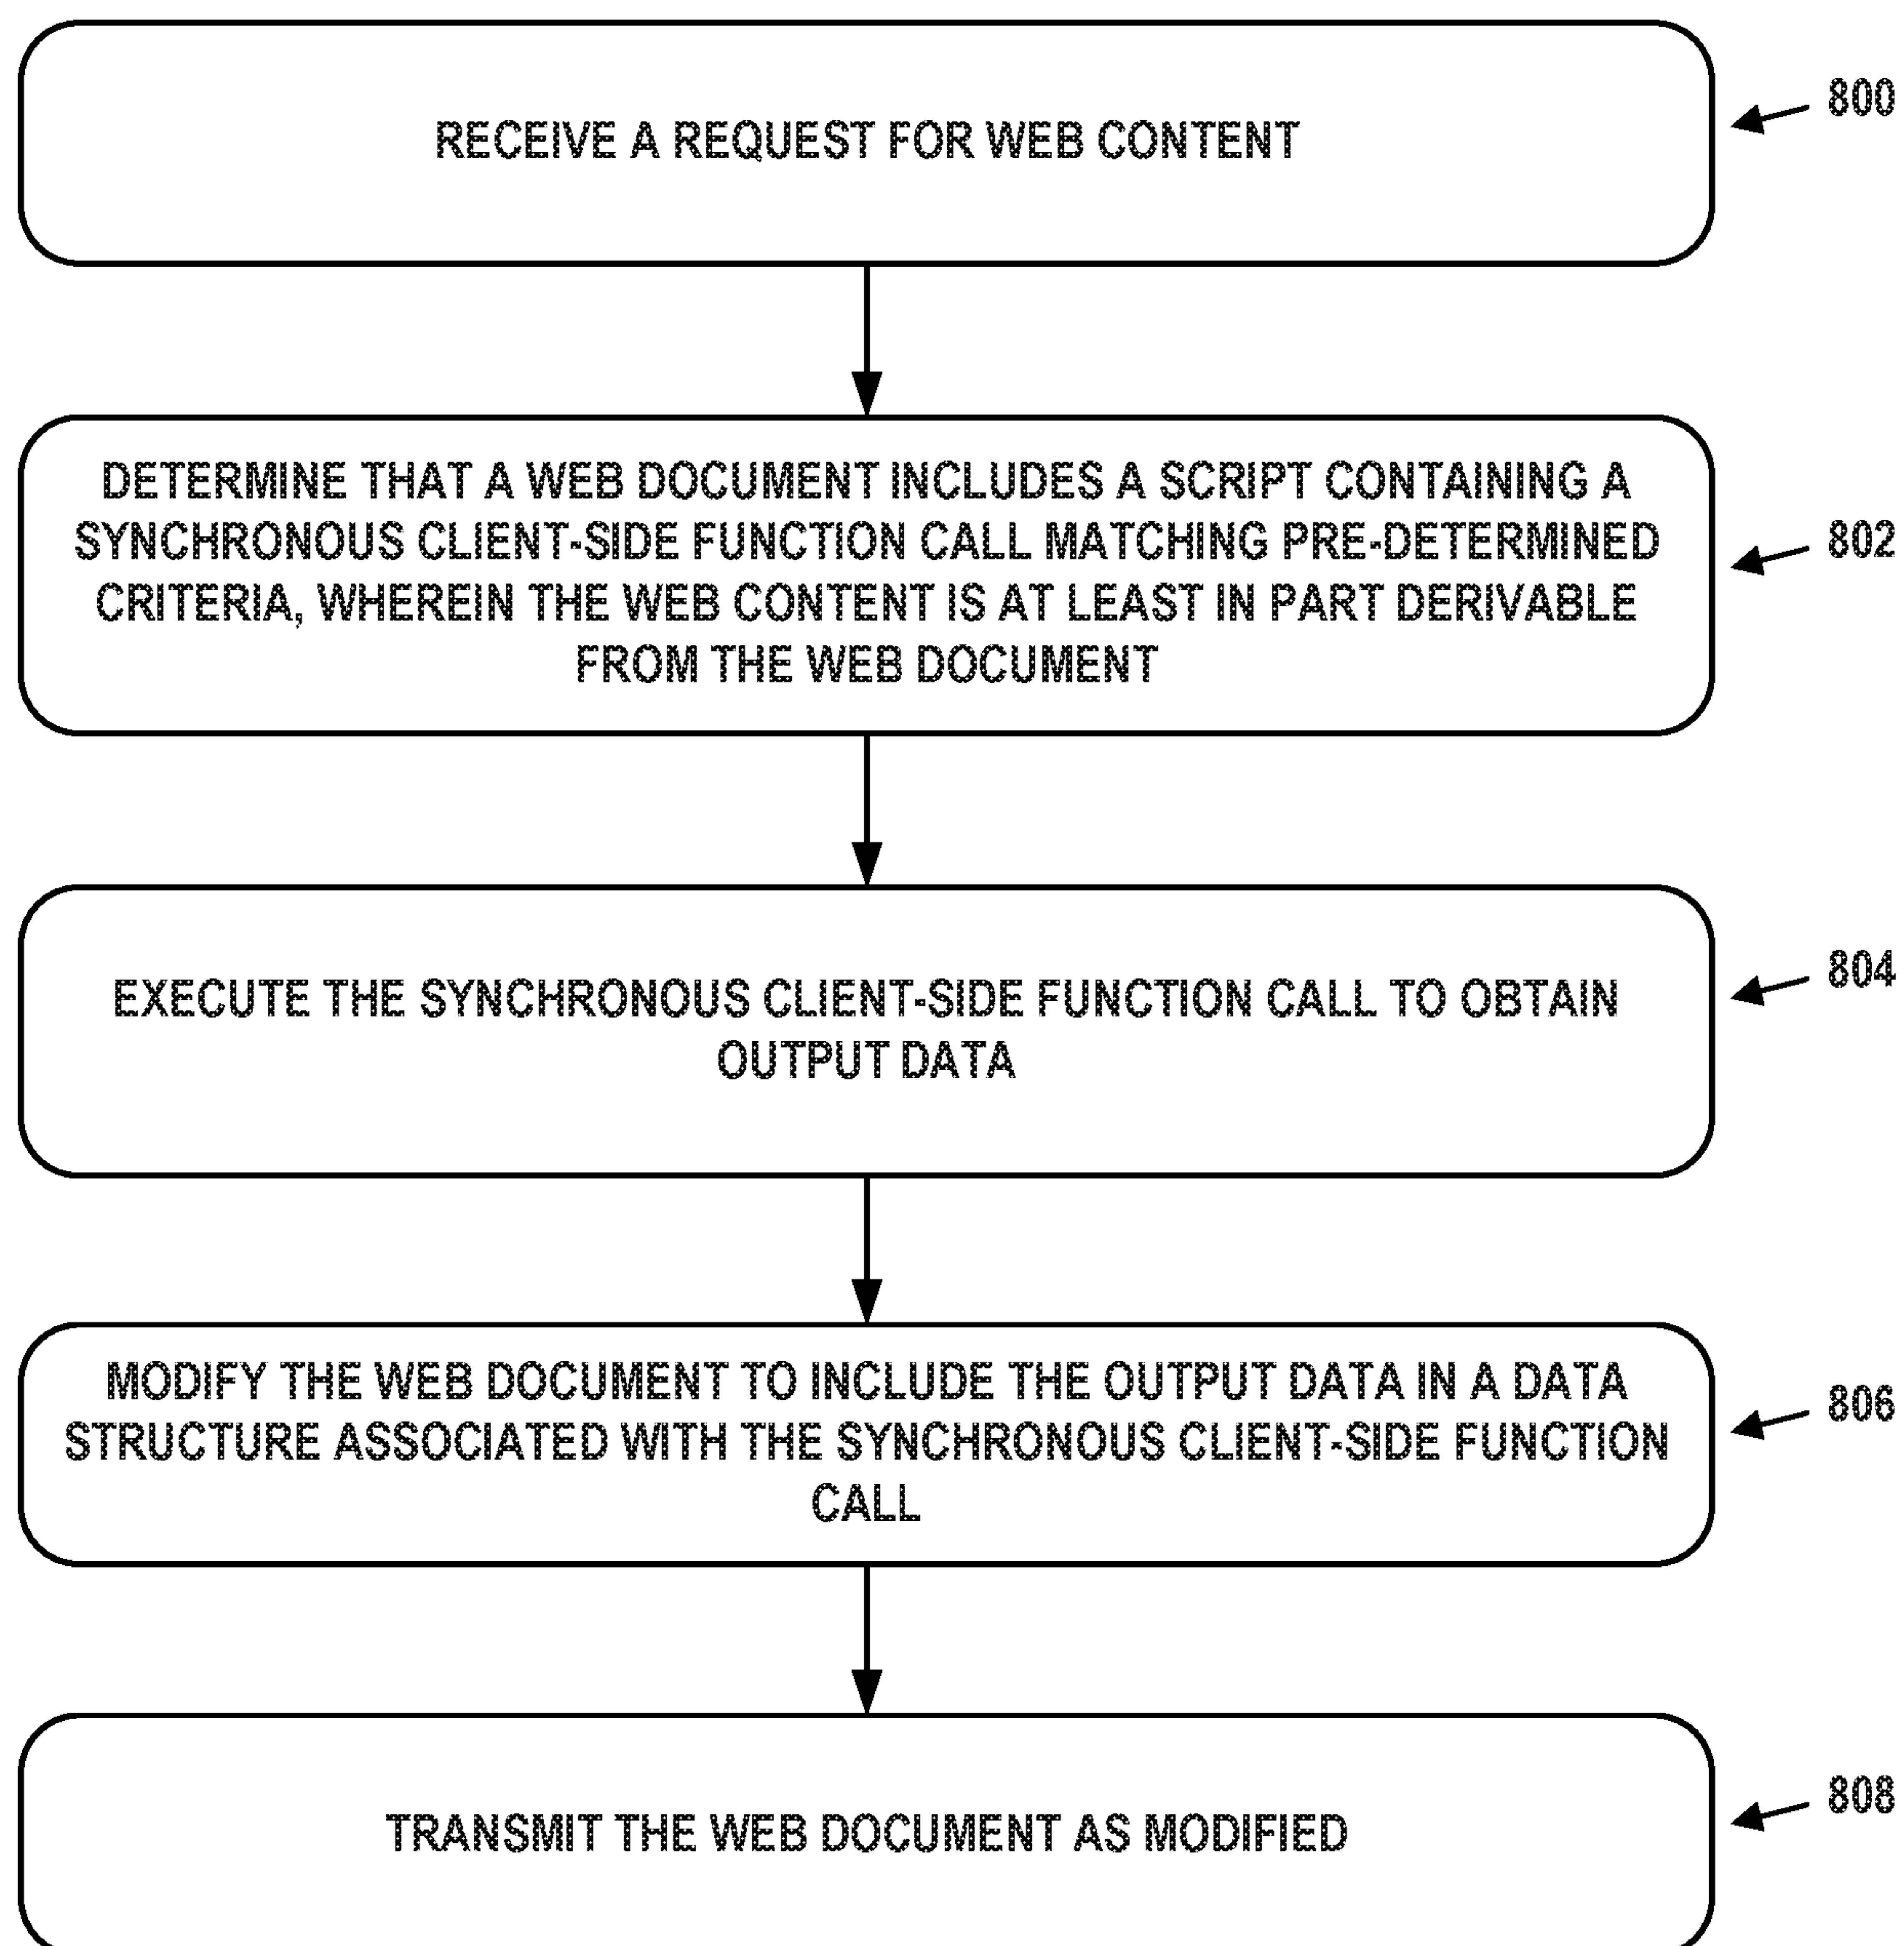 RECEIVE A REQUEST FOR WEB CONTENT
800
DETERMINE THAT A WEB DOCUMENT INCLUDES A SCRIPT CONTAINING A
SYNCHRONOUS CLIENT-SIDE FUNCTION CALL MATCHING PRE-DETERMINED
CRITERIA, WHEREIN THE WEB CONTENT IS AT LEAST IN PART DERIVABLE
FROM THE WEB DOCUMENT
802
EXECUTE THE SYNCHRONOUS CLIENT-SIDE FUNCTION CALL TO OBTAIN
OUTPUT DATA
804
MODIFY THE WEB DOCUMENT TO INCLUDE THE OUTPUT DATA IN A DATA
STRUCTURE ASSOCIATED WITH THE SYNCHRONOUS CLIENT-SIDE FUNCTION
CALL
806
TRANSMIT THE WEB DOCUMENT AS MODIFIED
808